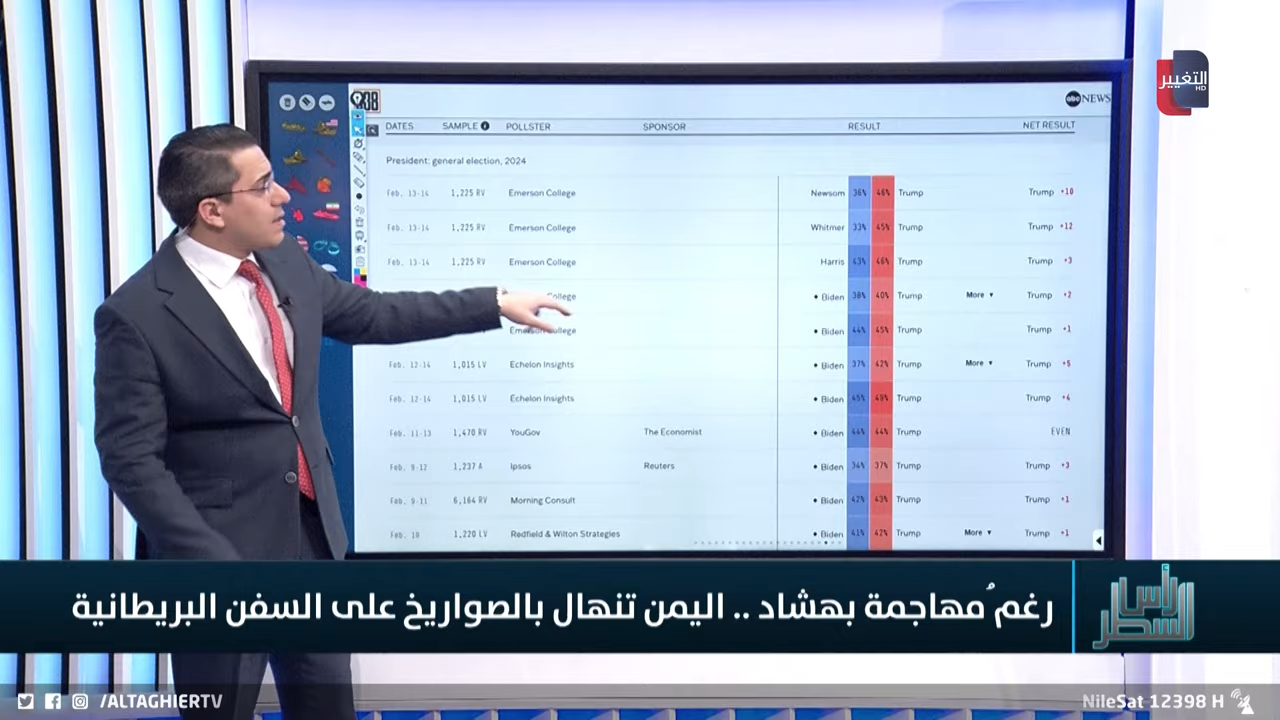 التغيير
HD
abc NEWS
DATES SAMPLE POLLSTER SPONSOR RESULT NET RESULT
President: general election, 2024
Feb. 13-14 1,225 RV Emerson College Newsom 36% 46% Trump Trump +10
Feb. 13-14 1,225 RV Emerson College Whitmer 33% 45% Trump Trump +12
Feb. 13-14 1,225 RV Emerson College Harris 43% 46% Trump Trump +3
College Biden 38% 40% Trump More Trump +2
Emerson College Biden 44% 45% Trump Trump +1
Feb. 12-14 1,015 LV Echelon Insights Biden 37% 42% Trump More Trump +5
Feb. 12-14 1,015 LV Echelon Insights Biden 45% 49% Trump Trump +4
Feb. 11-13 1,470 RV YouGov The Economist Biden 44% 44% Trump EVEN
Feb. 9-12 1,237 A Ipsos Reuters Biden 34% 37% Trump Trump +3
Feb. 9-11 6,164 RV Morning Consult Biden 42% 43% Trump Trump +1
Feb. 10 1,220 LV Redfield & Wilton Strategies Biden 41% 42% Trump More Trump +1
رأس السطر
رغم ُمهاجمة بهشاد .. اليمن تنهال بالصواريخ على السفن البريطانية
/ALTAGHIERTV
NileSat 12398 H